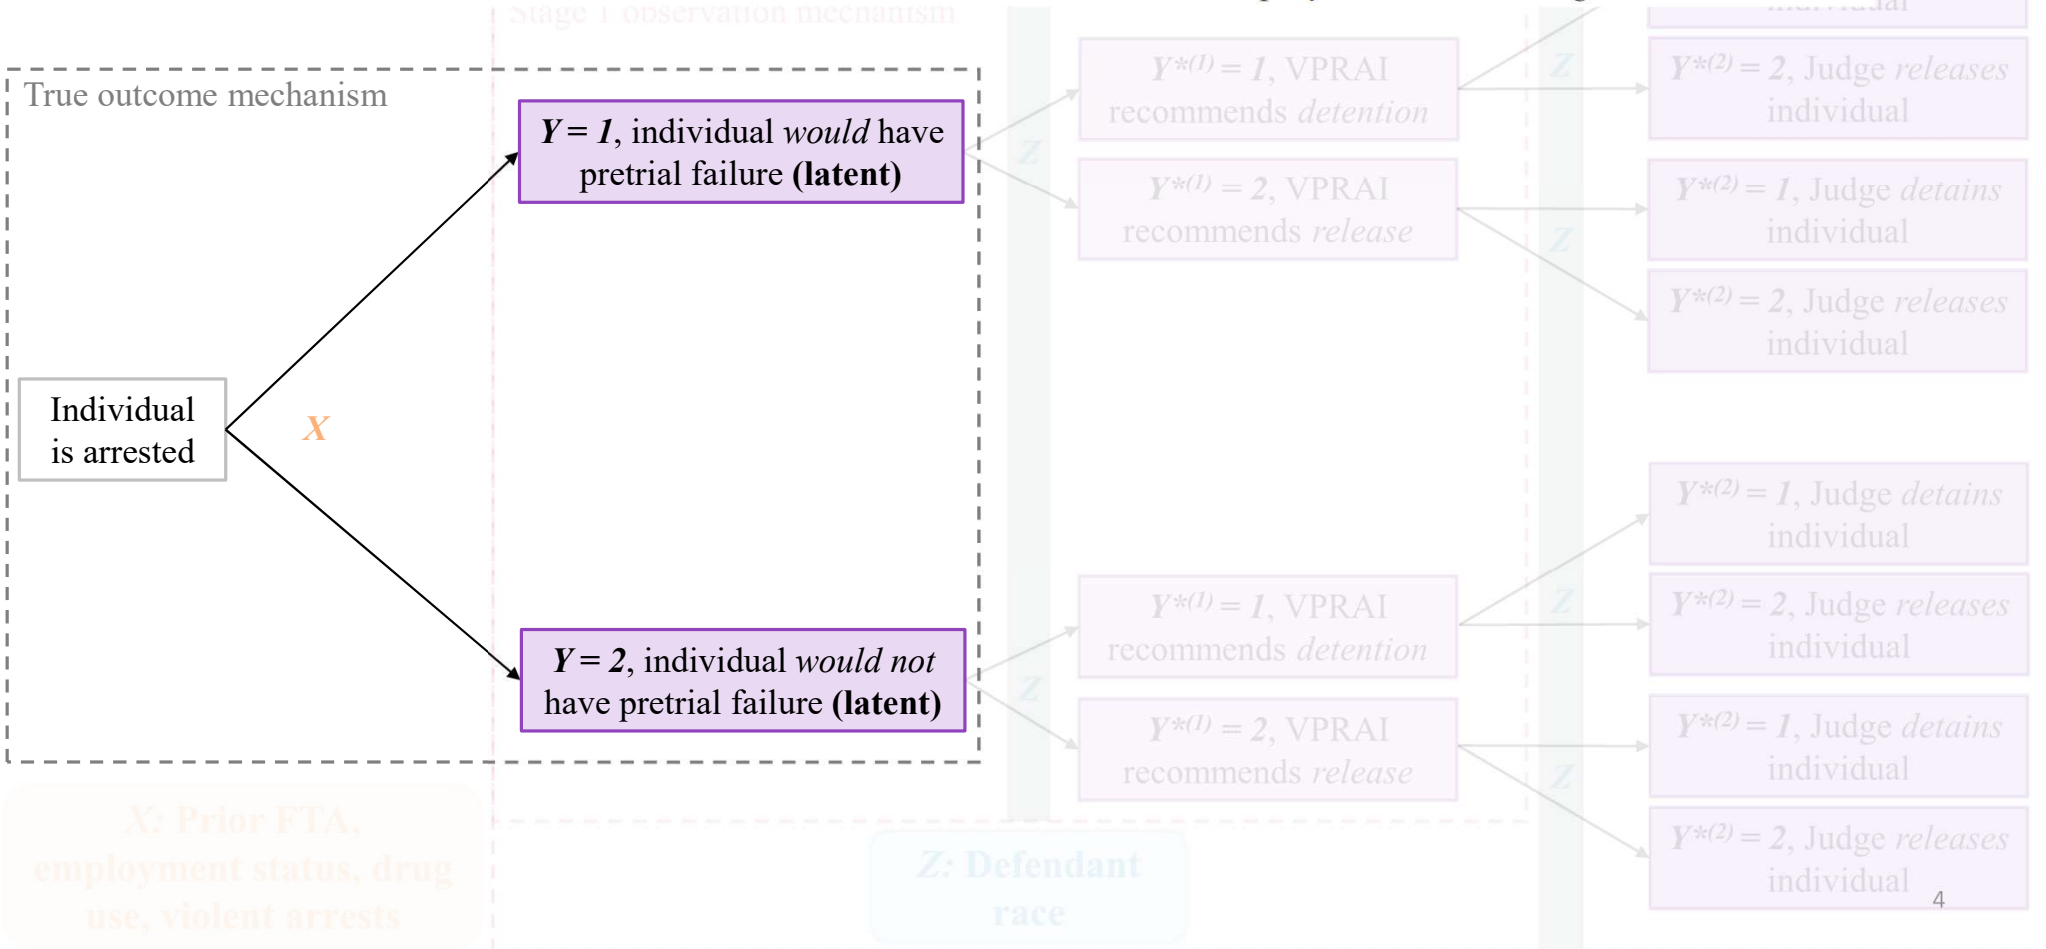 Stage 1 observation mechanism
individual
True outcome mechanism
Y = 1, individual would have
pretrial failure (latent)
Y*(1) = 1, VPRAI
recommends detention
Y*(1) = 2, VPRAI
recommends release
Z
Z
Z
Y*(2) = 2, Judge releases
individual
Y*(2) = 1, Judge detains
individual
Y*(2) = 2, Judge releases
individual
Individual
is arrested
X
Y = 2, individual would not
have pretrial failure (latent)
Y*(1) = 1, VPRAI
recommends detention
Y*(1) = 2, VPRAI
recommends release
Z
Z
Z
Y*(2) = 1, Judge detains
individual
Y*(2) = 2, Judge releases
individual
Y*(2) = 1, Judge detains
individual
Y*(2) = 2, Judge releases
individual
X: Prior FTA,
employment status, drug
use, violent arrests
Z: Defendant
race
4